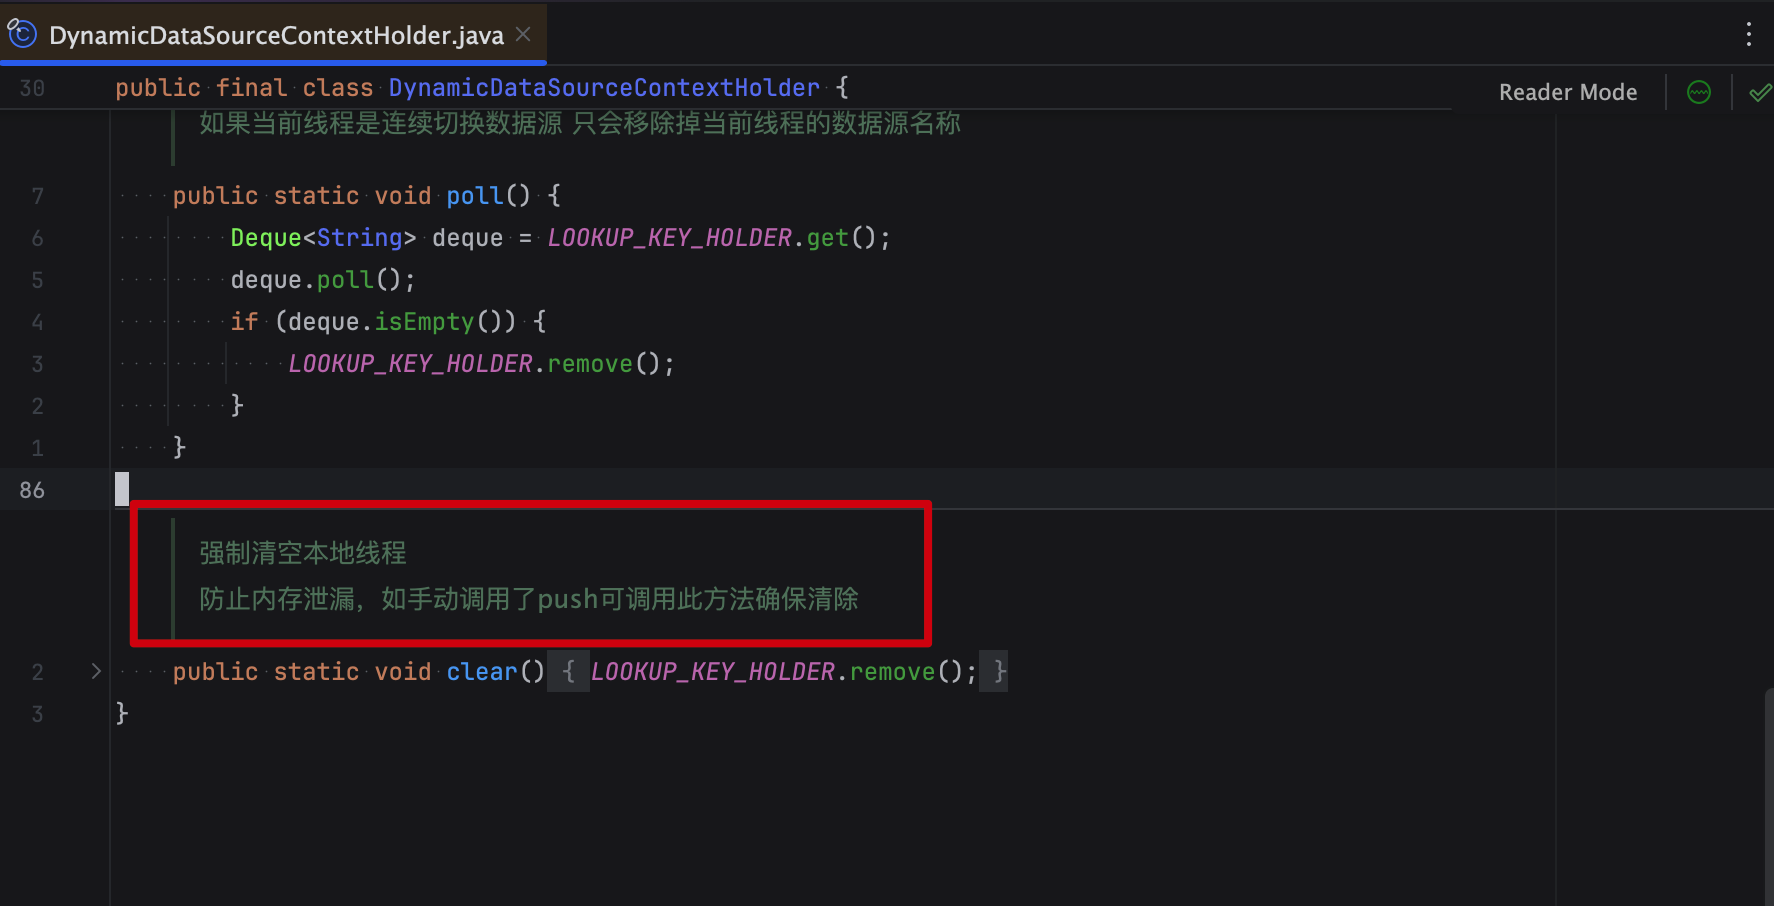 DynamicDataSourceContextHolder.java
30 public final class DynamicDataSourceContextHolder {
Reader Mode
如果当前线程是连续切换数据源 只会移除掉当前线程的数据源名称
7 public static void poll() {
6 Deque<String> deque = LOOKUP_KEY_HOLDER.get();
5 deque.poll();
4 if (deque.isEmpty()) {
3 LOOKUP_KEY_HOLDER.remove();
2 }
1 }
86
强制清空本地线程
防止内存泄漏，如手动调用了push可调用此方法确保清除
2 public static void clear() { LOOKUP_KEY_HOLDER.remove(); }
3 }